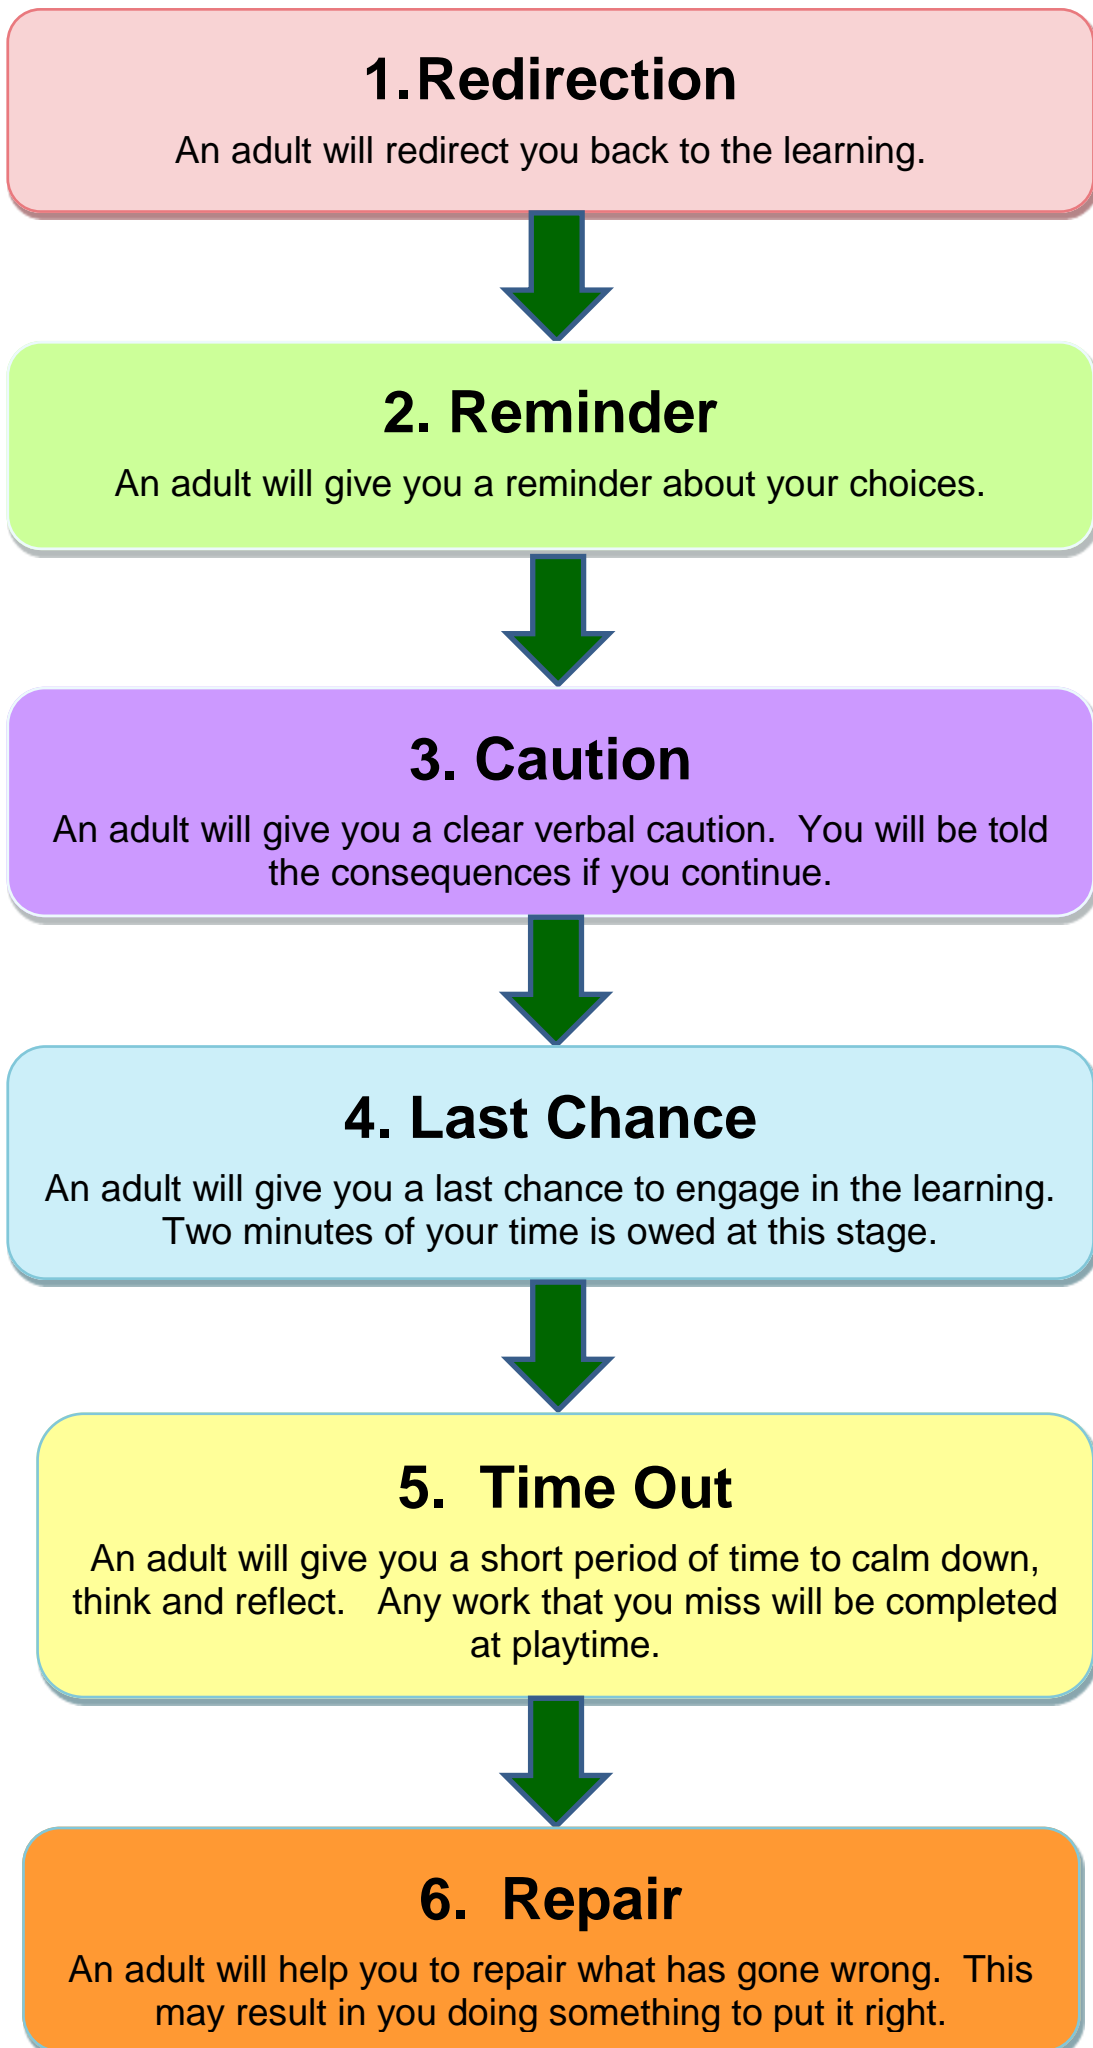 1.Redirection
An adult will redirect you back to the learning.
2. Reminder
An adult will give you a reminder about your choices.
3. Caution
An adult will give you a clear verbal caution.  You will be told
the consequences if you continue.
4. Last Chance
An adult will give you a last chance to engage in the learning.
Two minutes of your time is owed at this stage.
5.  Time Out
An adult will give you a short period of time to calm down,
think and reflect.   Any work that you miss will be completed
at playtime.
6.  Repair
An adult will help you to repair what has gone wrong.  This
may result in you doing something to put it right.